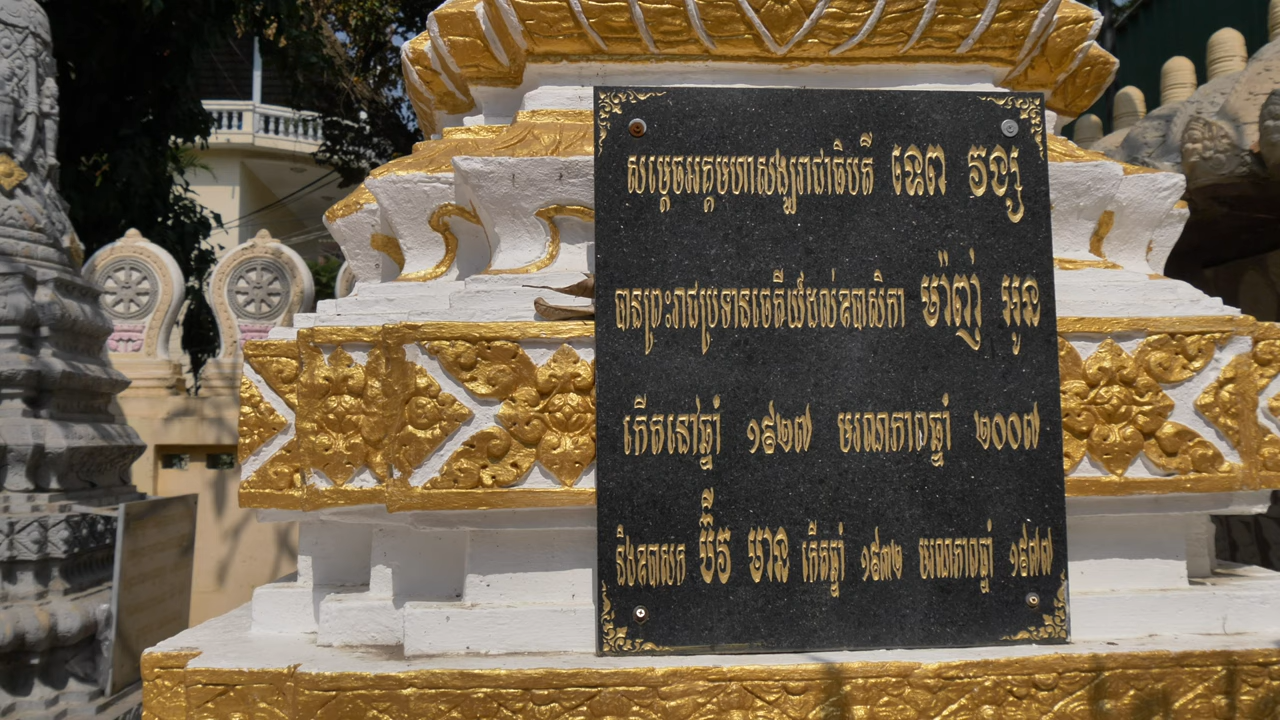 សម្តេចអគ្គមហាសង្ឃរាជាធិបតី ទេព វង្ស
បានព្រះរាជប្រទានចេតីយ៍ដល់ឧបាសិកា ម៉ាញ់ អូន
កើតនៅឆ្នាំ ១៩២៧ មរណភាពឆ្នាំ ២០០៧
និងឧបាសក ប៊ឺវ មាន កើតឆ្នាំ ១៩៣២ មរណភាពឆ្នាំ ១៩៧៧